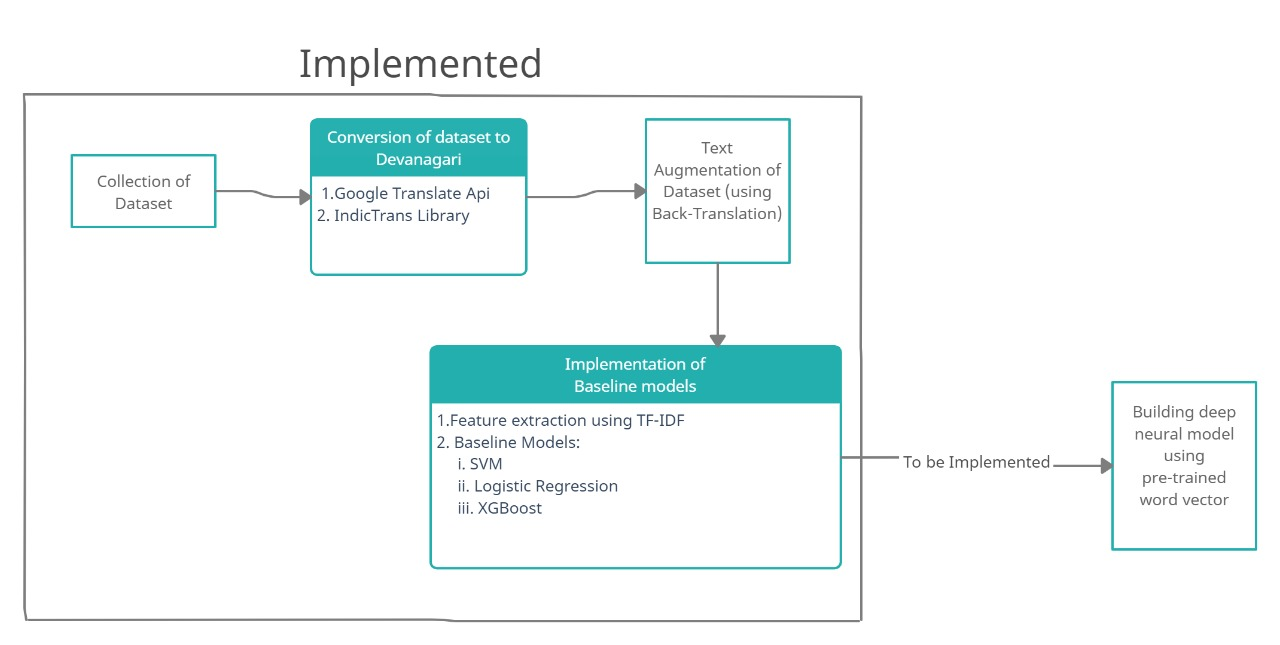 Implemented
Collection of
Dataset
Conversion of dataset to
Devanagari
1.Google Translate Api
2. IndicTrans Library
Text
Augmentation of
Dataset (using
Back-Translation)
Implementation of
Baseline models
1.Feature extraction using TF-IDF
2. Baseline Models:
i. SVM
ii. Logistic Regression
iii. XGBoost
To be Implemented
Building deep
neural model
using
pre-trained
word vector